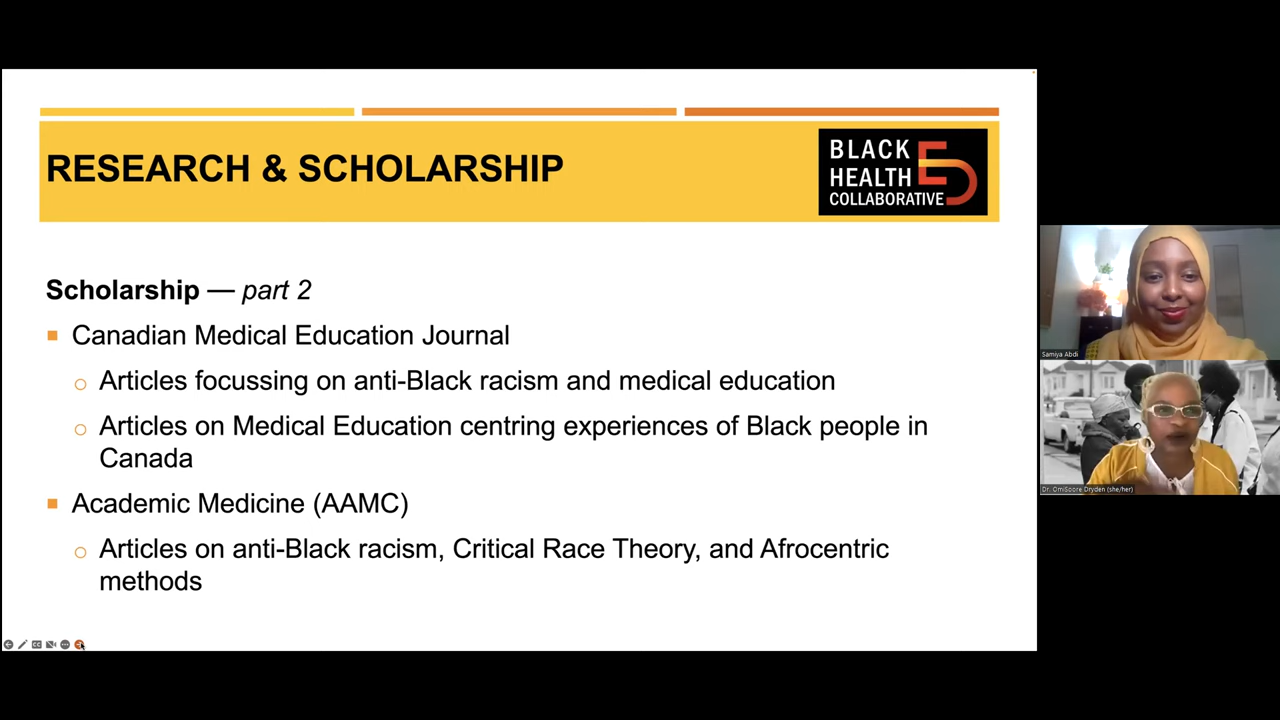 RESEARCH & SCHOLARSHIP
BLACK
HEALTH
COLLABORATIVE
Scholarship — part 2
Canadian Medical Education Journal
Articles focussing on anti-Black racism and medical education
Articles on Medical Education centring experiences of Black people in
Canada
Academic Medicine (AAMC)
Articles on anti-Black racism, Critical Race Theory, and Afrocentric
methods
Samiya Abdi
Dr. OmiSoore Dryden (she/her)